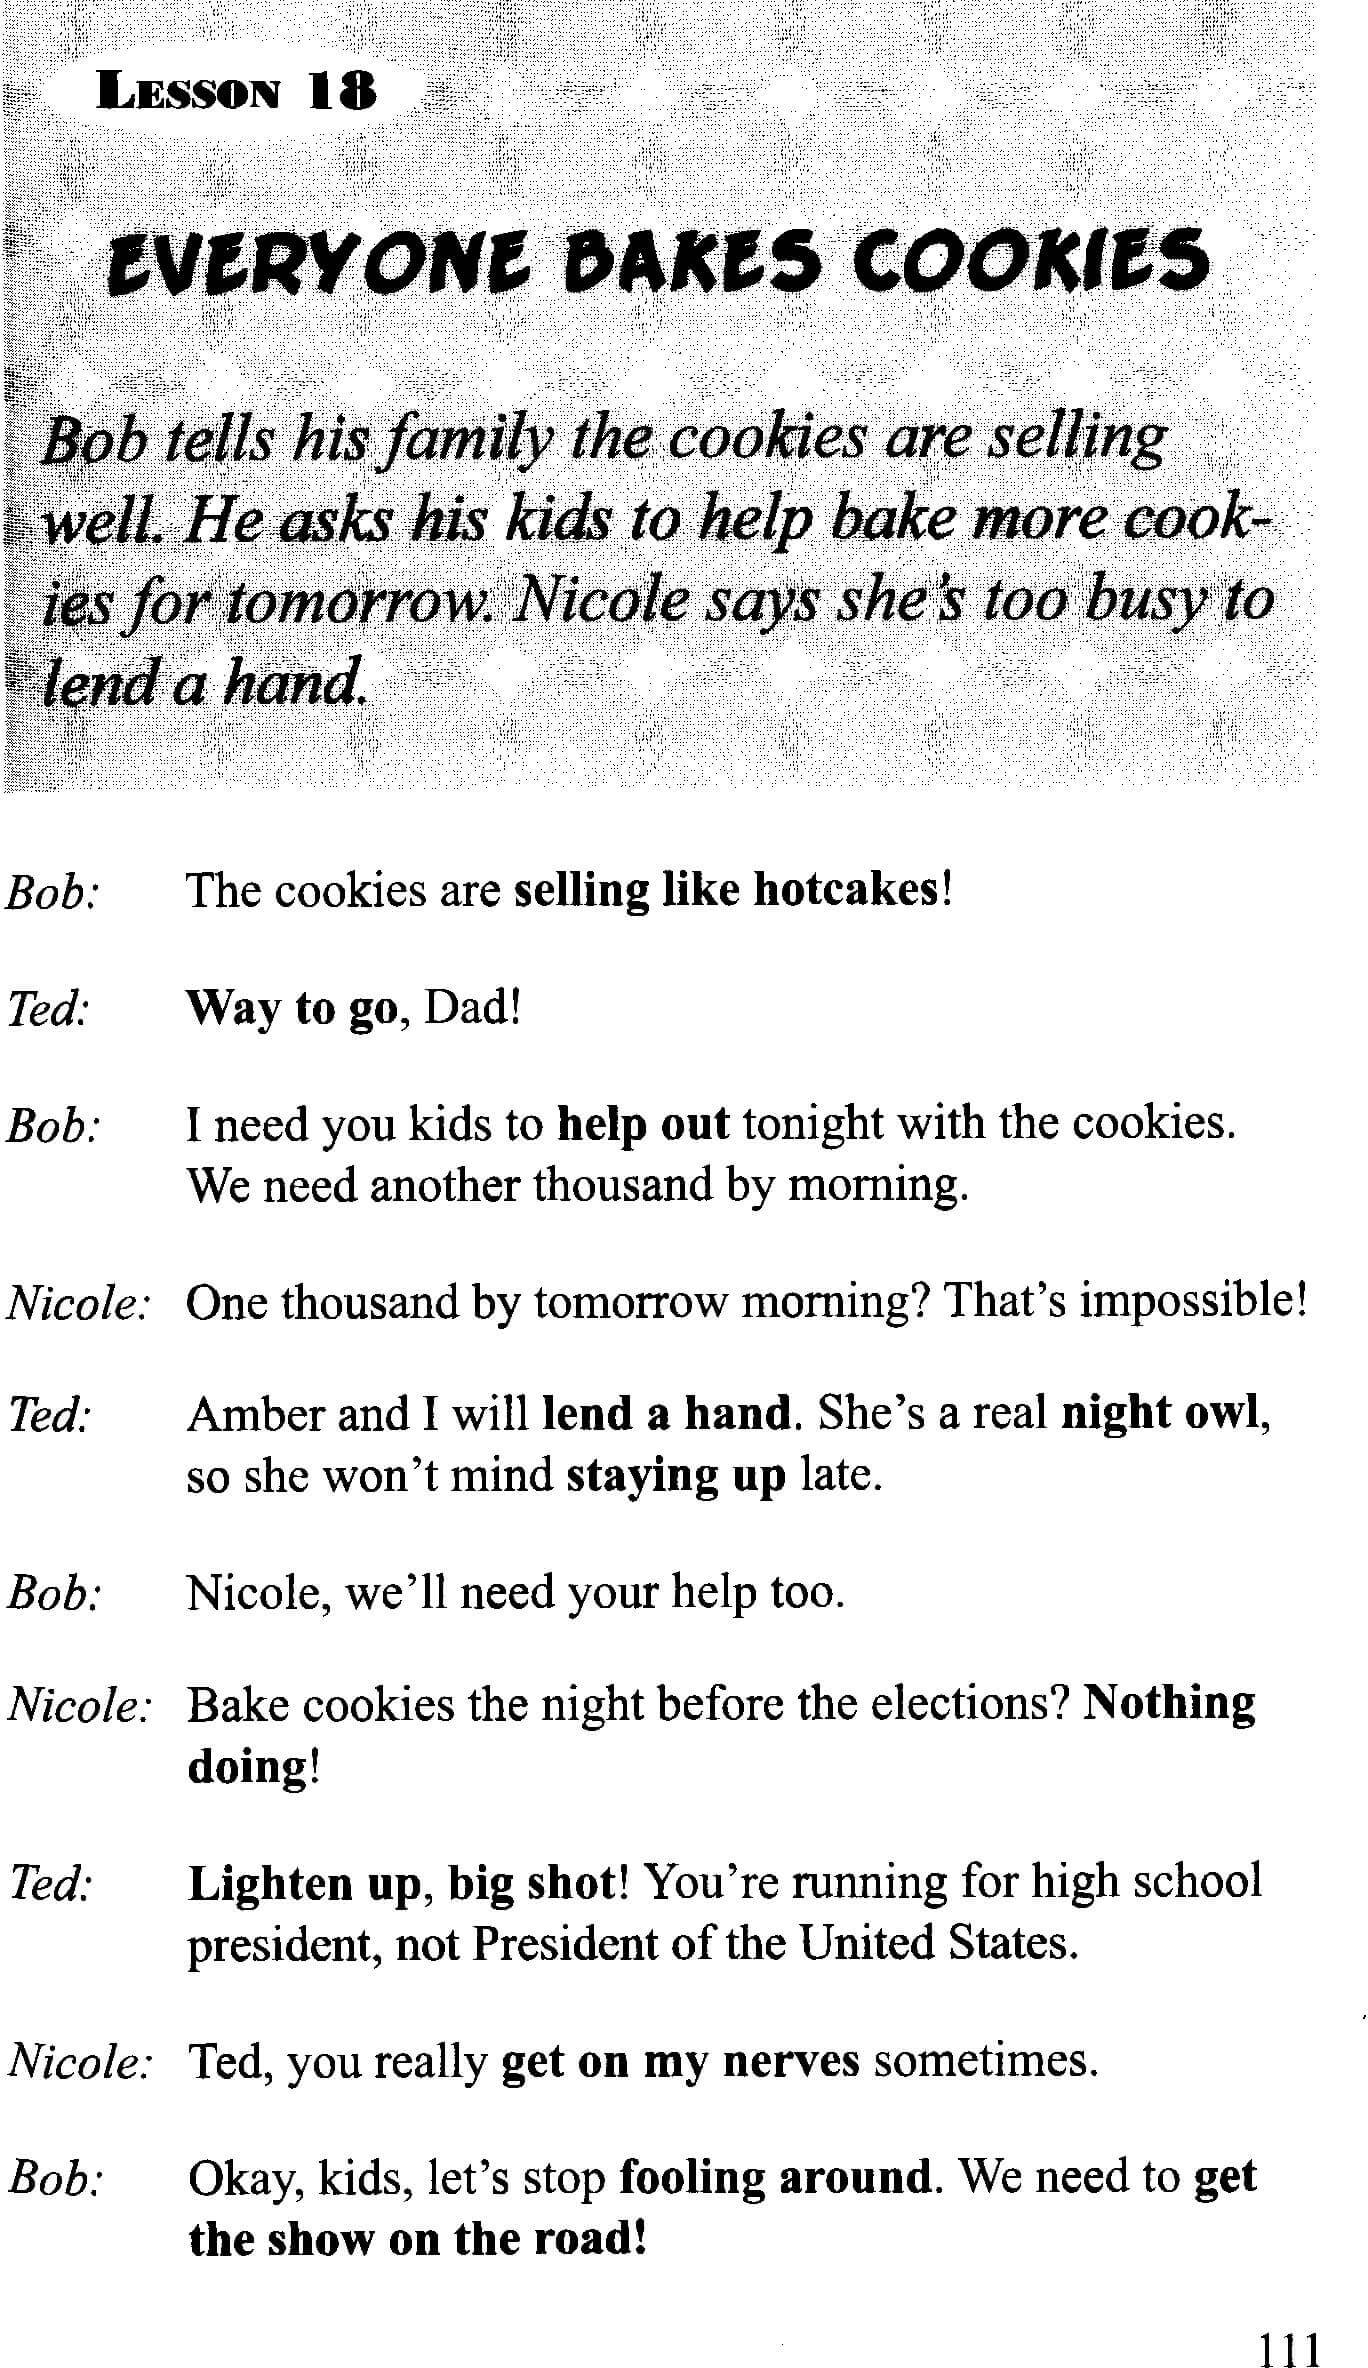 LESSON 18
EVERYONE BAKES COOKIES
Bob tells his family the cookies are selling
well. He asks his kids to help bake more cook-
ies for tomorrow. Nicole says she's too busy to
lend a hand.
Bob: The cookies are selling like hotcakes!
Ted: Way to go, Dad!
Bob: I need you kids to help out tonight with the cookies.
We need another thousand by morning.
Nicole: One thousand by tomorrow morning? That's impossible!
Ted: Amber and I will lend a hand. She's a real night owl,
so she won't mind staying up late.
Bob: Nicole, we'll need your help too.
Nicole: Bake cookies the night before the elections? Nothing
doing!
Ted: Lighten up, big shot! You're running for high school
president, not President of the United States.
Nicole: Ted, you really get on my nerves sometimes.
Bob: Okay, kids, let's stop fooling around. We need to get
the show on the road!
111